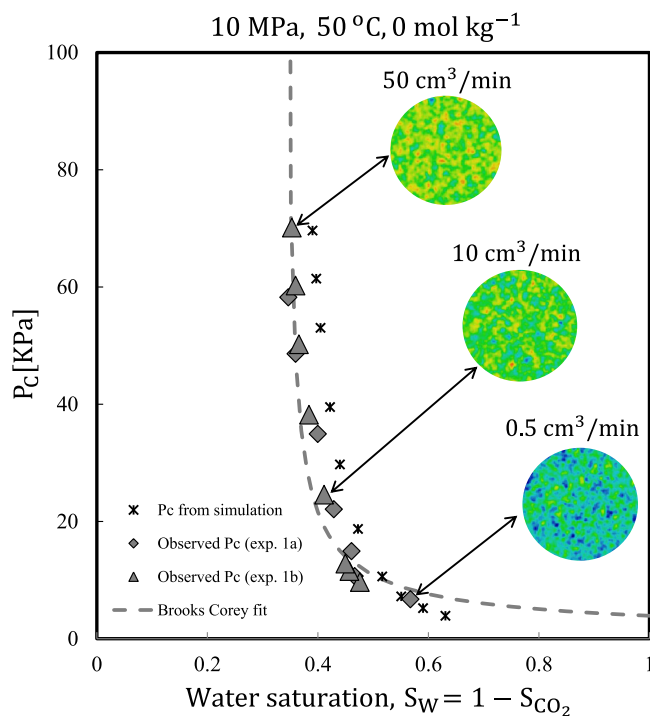 10 MPa, 50 °C, 0 mol kg⁻¹
100
80
60
40
20
0
P_C[KPa]
50 cm³/min
10 cm³/min
0.5 cm³/min
Pc from simulation
Observed Pc (exp. 1a)
Observed Pc (exp. 1b)
Brooks Corey fit
0 0.2 0.4 0.6 0.8 1
Water saturation, S_W = 1 − S_CO₂